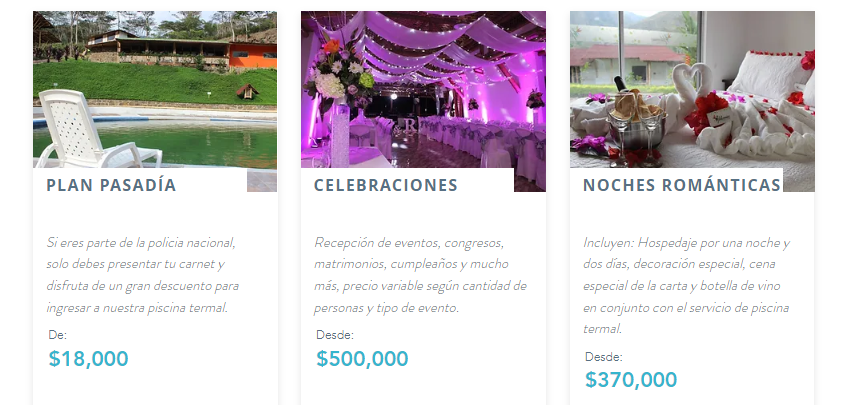 PLAN PASADÍA
Si eres parte de la policia nacional,
solo debes presentar tu carnet y
disfruta de un gran descuento para
ingresar a nuestra piscina termal.
De:
$18,000
CELEBRACIONES
Recepción de eventos, congresos,
matrimonios, cumpleaños y mucho
más, precio variable según cantidad de
personas y tipo de evento.
Desde:
$500,000
NOCHES ROMÁNTICAS
Incluyen: Hospedaje por una noche y
dos días, decoración especial, cena
especial de la carta y botella de vino
en conjunto con el servicio de piscina
termal.
Desde:
$370,000